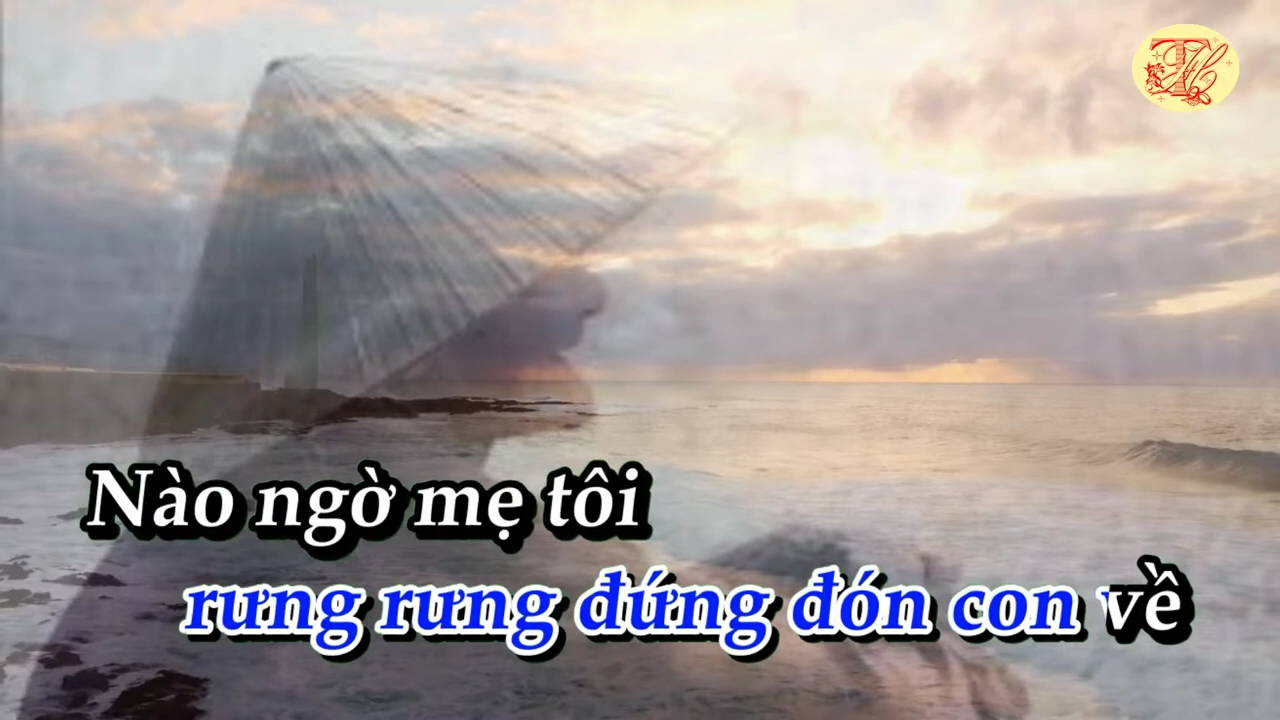 Nào ngờ mẹ tôi
rưng rưng đứng đón con về